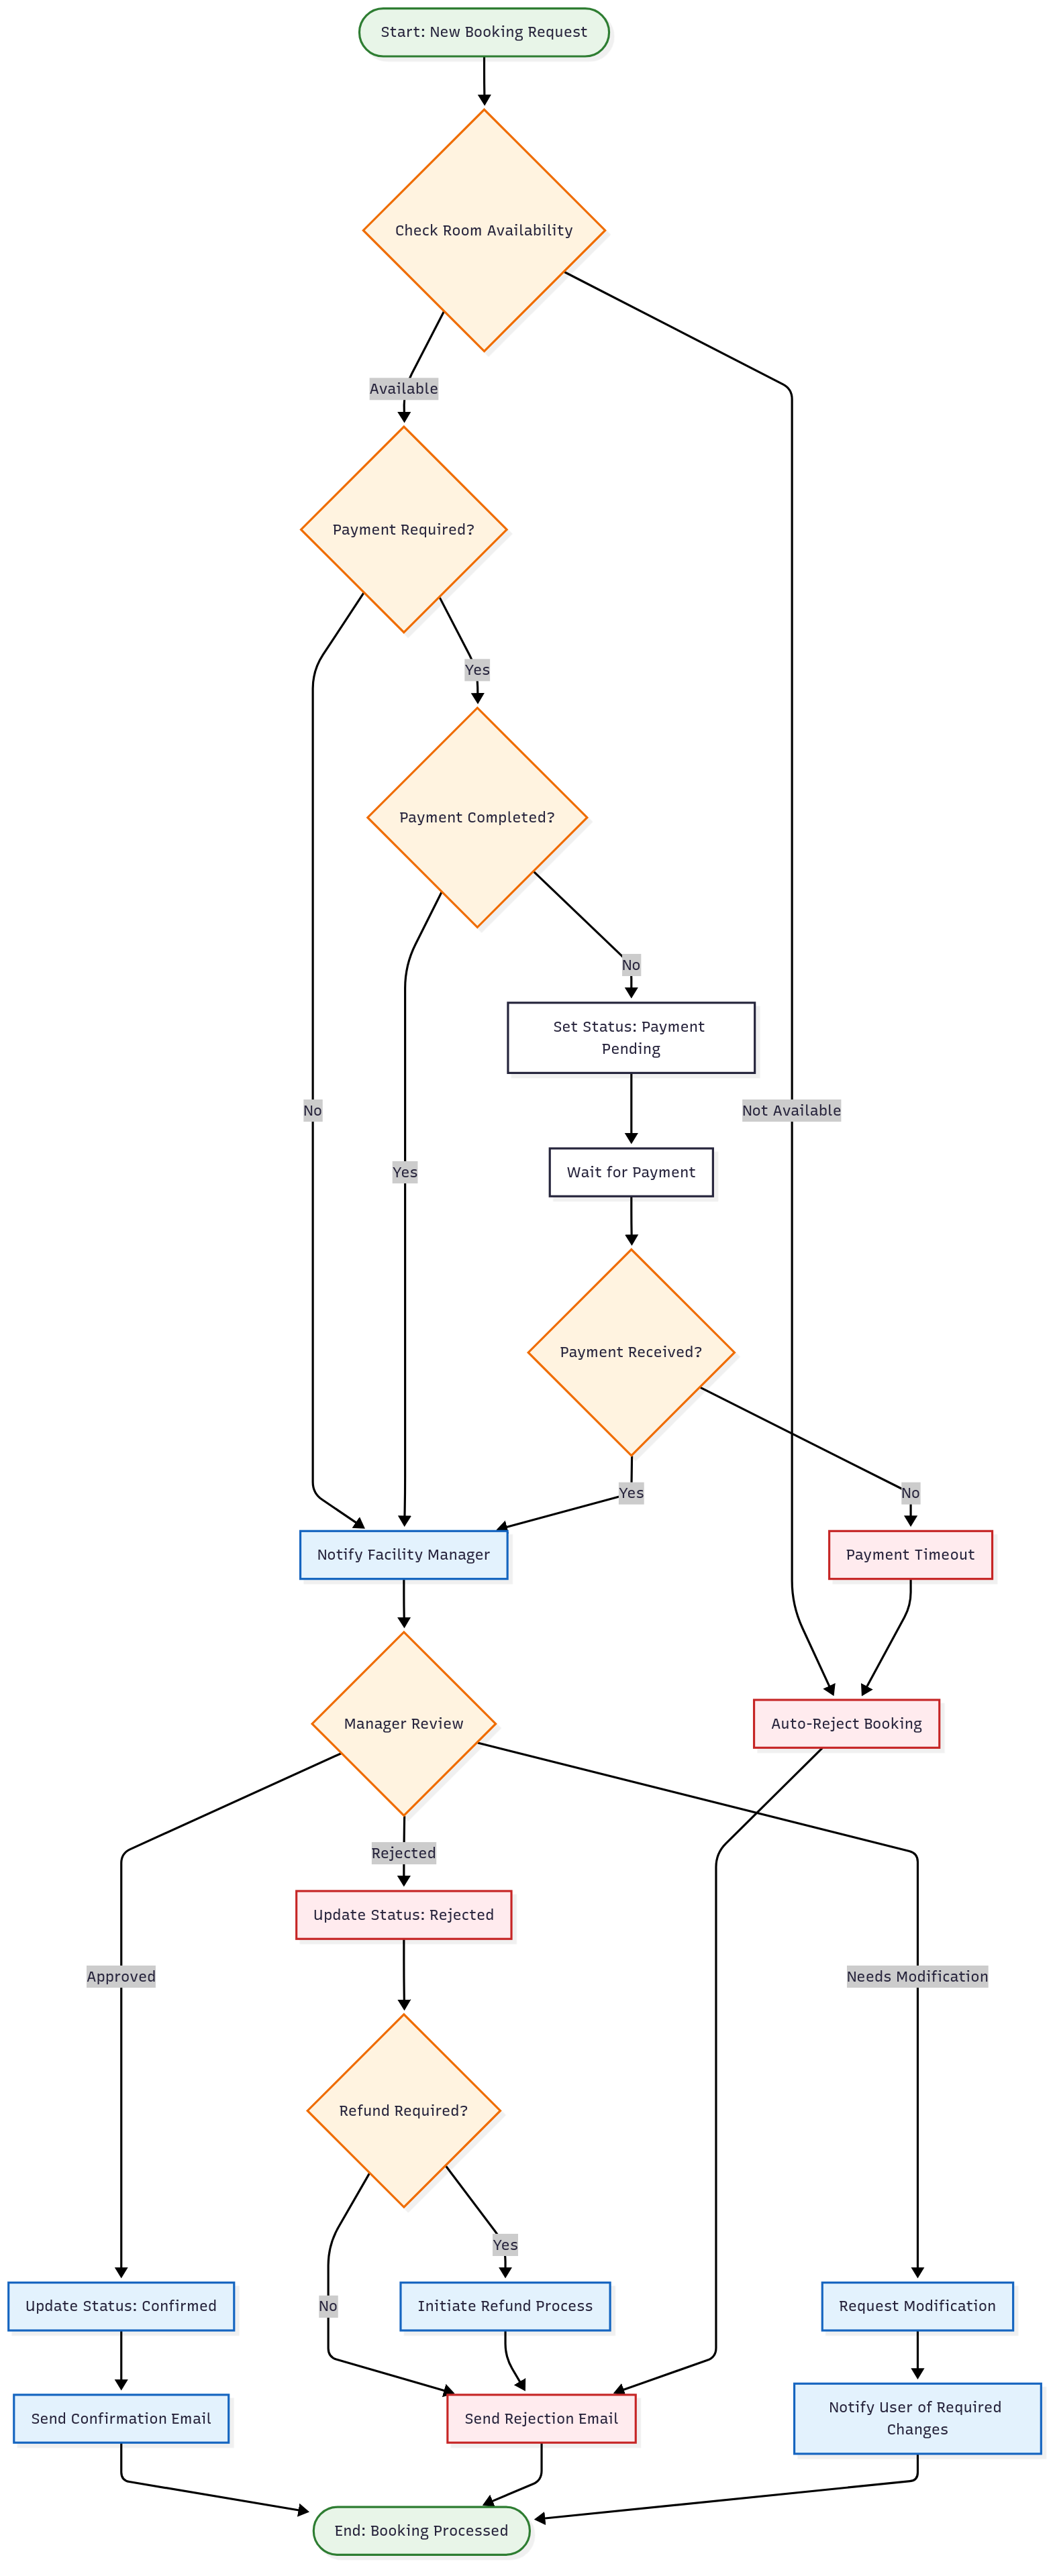 Start: New Booking Request
Check Room Availability
Available
Payment Required?
Yes
Payment Completed?
No
Set Status: Payment
Pending
No
Not Available
Yes
Wait for Payment
Payment Received?
Yes
No
Notify Facility Manager
Payment Timeout
Manager Review
Auto-Reject Booking
Rejected
Update Status: Rejected
Approved
Needs Modification
Refund Required?
Yes
Update Status: Confirmed
No
Initiate Refund Process
Request Modification
Send Confirmation Email
Send Rejection Email
Notify User of Required
Changes
End: Booking Processed